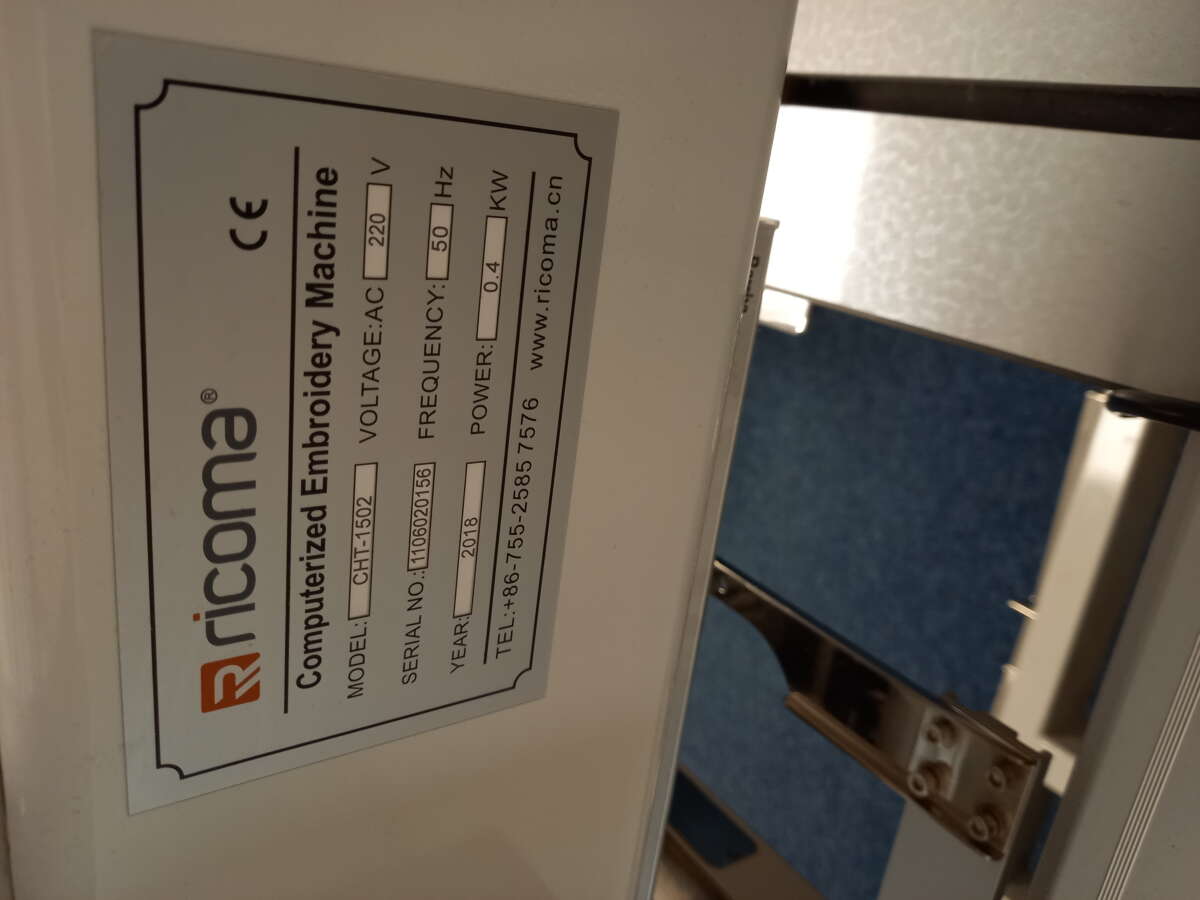 ricoma®
CE
Computerized Embroidery Machine
MODEL: CHT-1502 VOLTAGE:AC 220 V
SERIAL NO.: 1106020156 FREQUENCY: 50 Hz
YEAR: 2018 POWER: 0.4 KW
TEL:+86-755-2585 7576 www.ricoma.cn